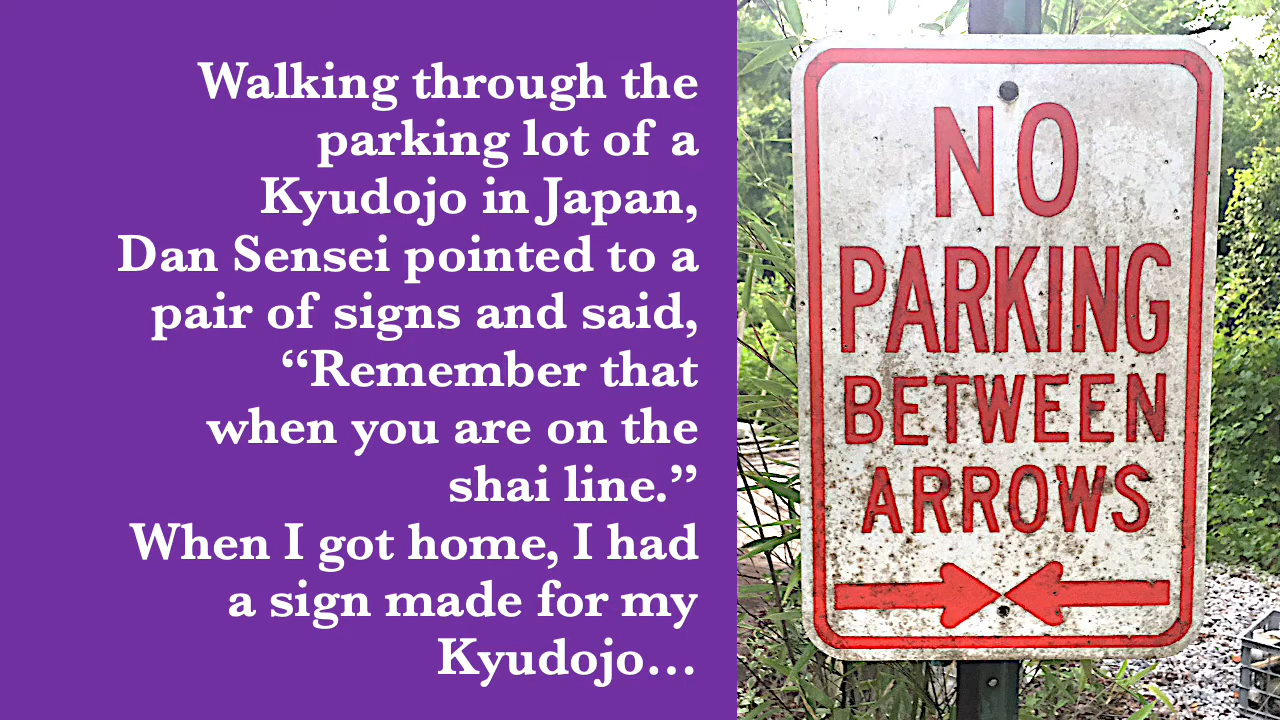 Walking through the
parking lot of a
Kyudojo in Japan,
Dan Sensei pointed to a
pair of signs and said,
“Remember that
when you are on the
shai line.”
When I got home, I had
a sign made for my
Kyudojo…
NO
PARKING
BETWEEN
ARROWS